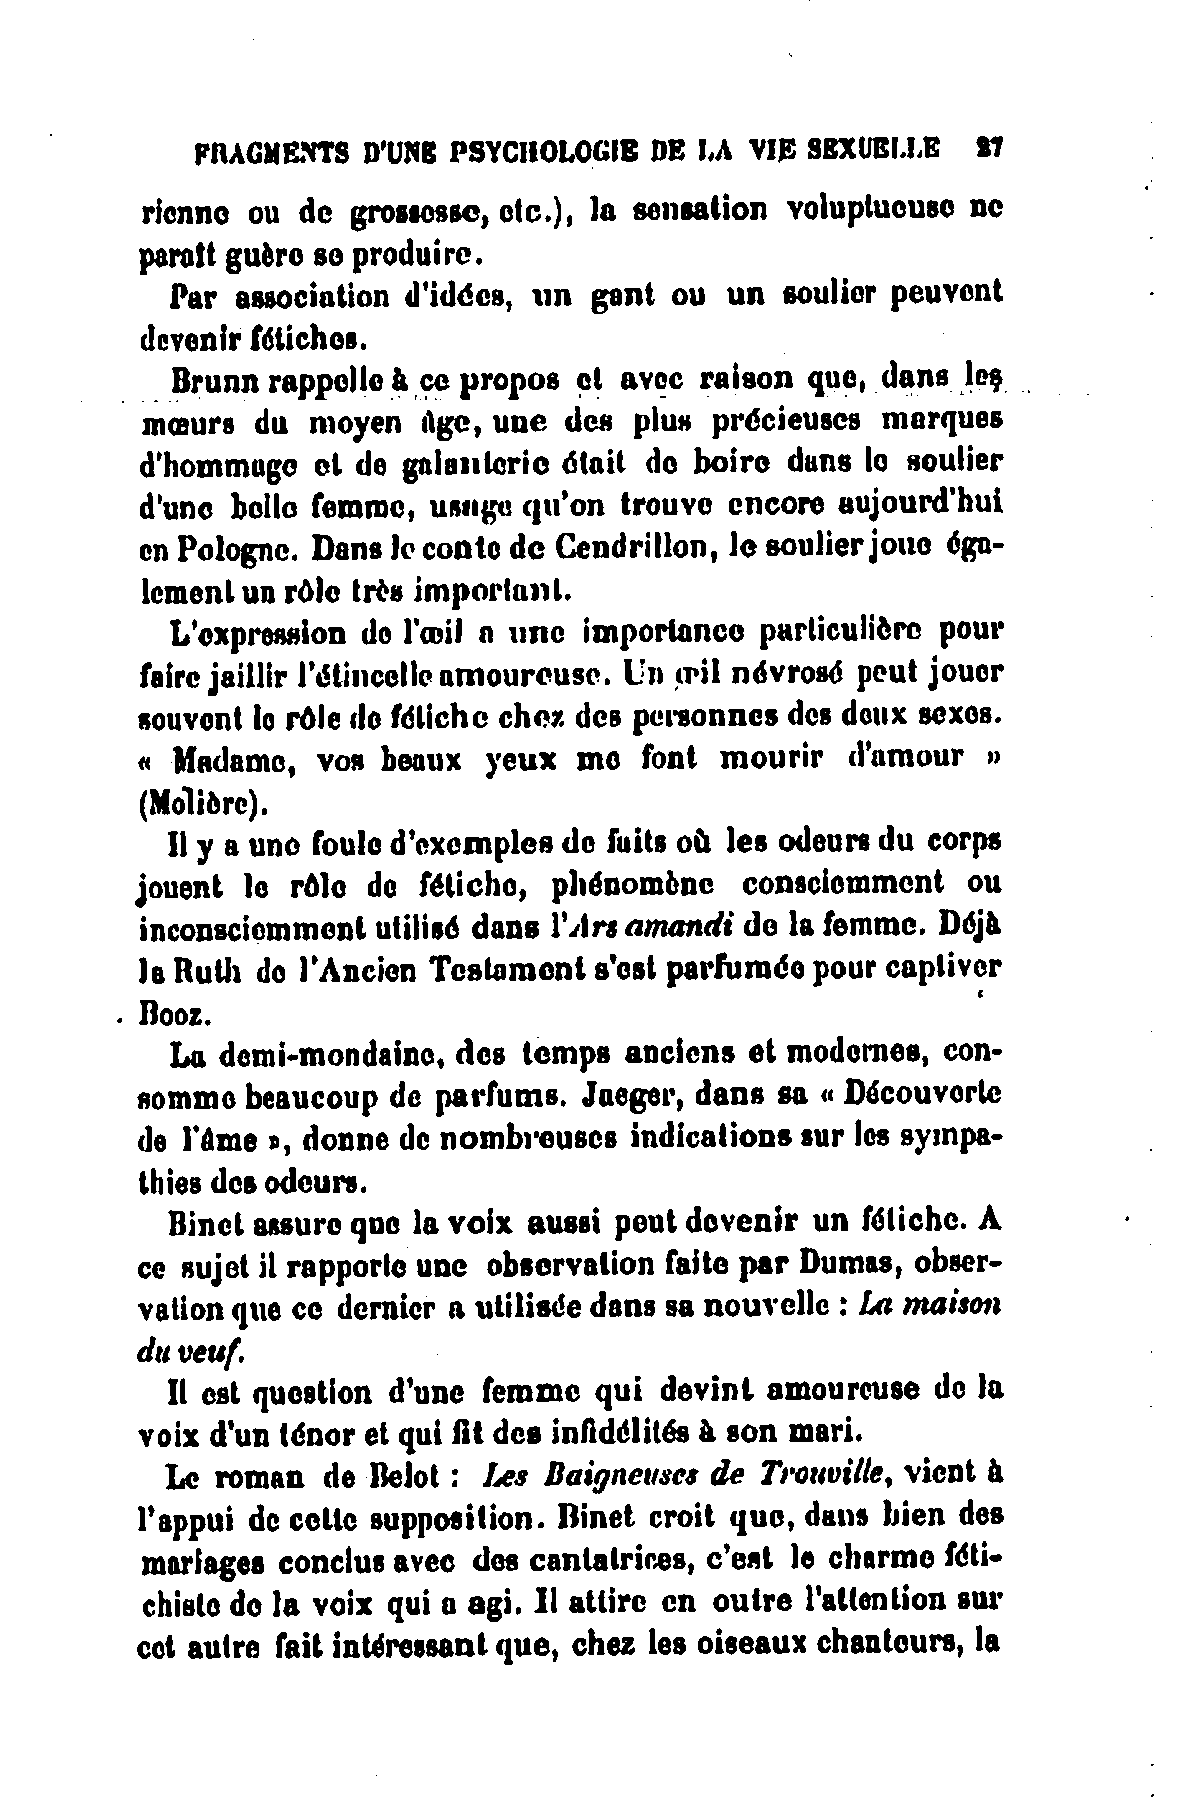 FRAGMENTS D'UNE PSYCHOLOGIE DE LA VIE SEXUELLE 27
rienne ou de grossesse, etc.), la sensation voluptueuse ne
paraît guère se produire.
Par association d'idées, un gant ou un soulier peuvent
devenir fétiches.
Brunn rappelle à ce propos et avec raison que, dans les
mœurs du moyen âge, une des plus précieuses marques
d'hommage et de galanterie était de boire dans le soulier
d'une belle femme, usage qu'on trouve encore aujourd'hui
en Pologne. Dans le conte de Cendrillon, le soulier joue éga-
lement un rôle très important.
L'expression de l'œil a une importance particulière pour
faire jaillir l'étincelle amoureuse. Un œil névrosé peut jouer
souvent le rôle de fétiche chez des personnes des deux sexes.
« Madame, vos beaux yeux me font mourir d'amour »
(Molière).
Il y a une foule d'exemples de faits où les odeurs du corps
jouent le rôle de fétiche, phénomène consciemment ou
inconsciemment utilisé dans l'Ars amandi de la femme. Déjà
la Ruth de l'Ancien Testament s'est parfumée pour captiver
Booz.
La demi-mondaine, des temps anciens et modernes, con-
somme beaucoup de parfums. Jaeger, dans sa « Découverte
de l'âme », donne de nombreuses indications sur les sympa-
thies des odeurs.
Binet assure que la voix aussi peut devenir un fétiche. A
ce sujet il rapporte une observation faite par Dumas, obser-
vation que ce dernier a utilisée dans sa nouvelle : La maison
du veuf.
Il est question d'une femme qui devint amoureuse de la
voix d'un ténor et qui fit des infidélités à son mari.
Le roman de Belot : Les Baigneuses de Trouville, vient à
l'appui de cette supposition. Binet croit que, dans bien des
mariages conclus avec des cantatrices, c'est le charme féti-
chiste de la voix qui a agi. Il attire en outre l'attention sur
cet autre fait intéressant que, chez les oiseaux chanteurs, la